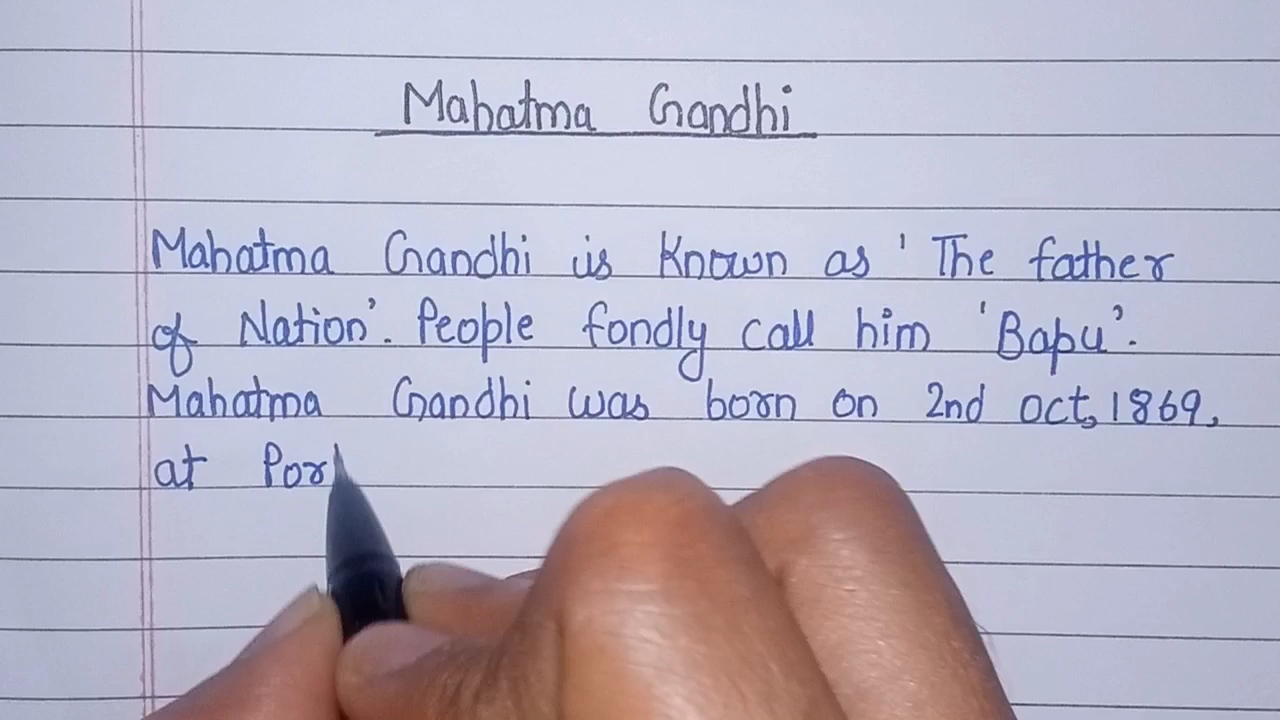 Mahatma Gandhi
Mahatma Gandhi is Known as 'The father
of Nation'. People fondly call him 'Bapu'.
Mahatma Gandhi was born on 2nd oct, 1869,
at Por